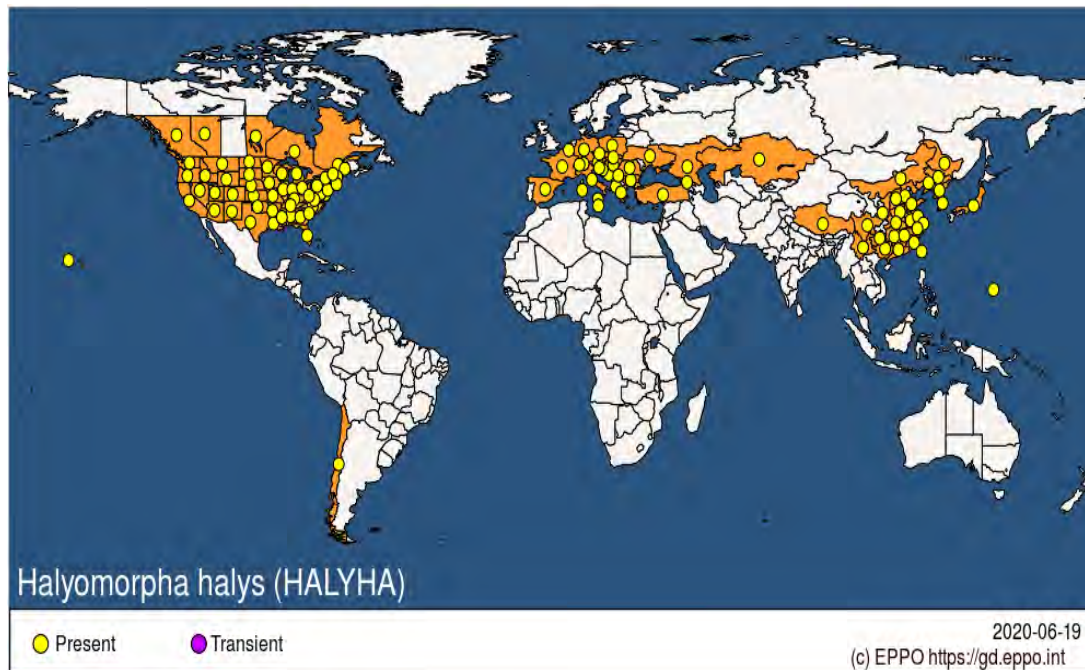 Halyomorpha halys (HALYHA)
Present
Transient
2020-06-19
(c) EPPO https://gd.eppo.int